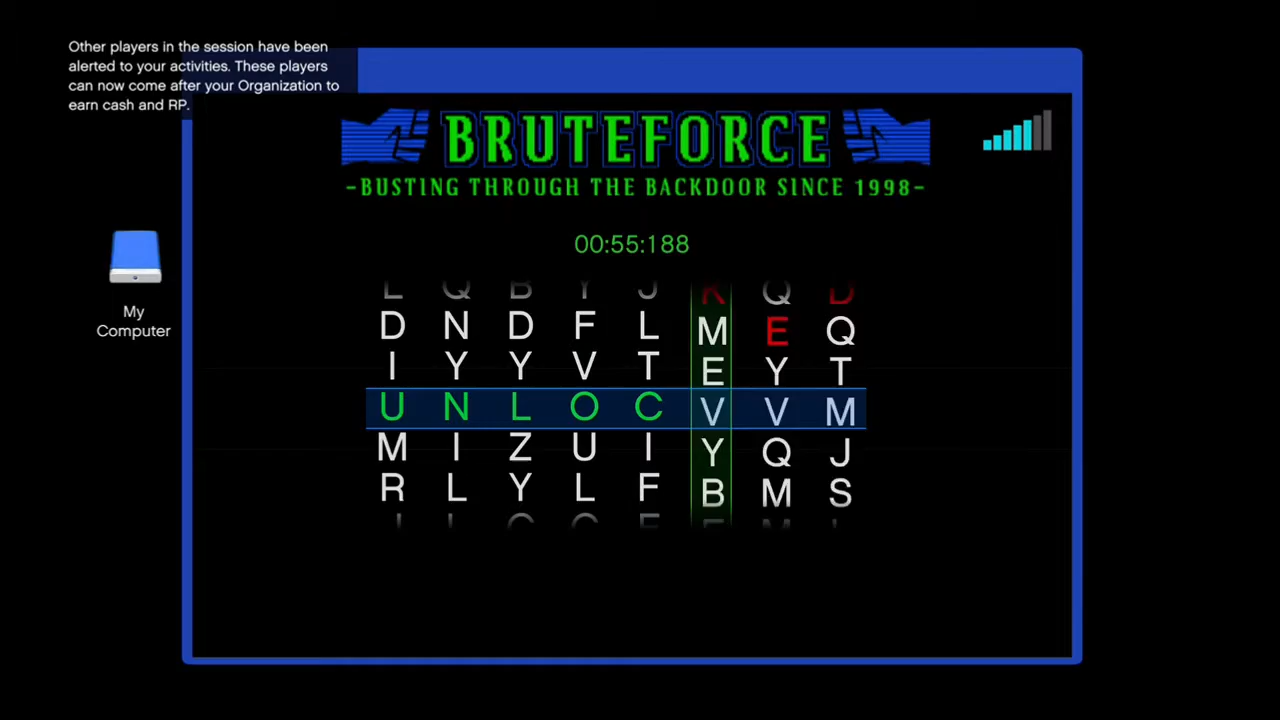 Other players in the session have been
alerted to your activities. These players
can now come after your Organization to
earn cash and RP.
BRUTEFORCE
-BUSTING THROUGH THE BACKDOOR SINCE 1998-
00:55:188
My
Computer
L Q B Y J K Q D
D N D F L M E Q
I Y Y V T E Y T
U N L O C V V M
M I Z U I Y Q J
R L Y L F B M S